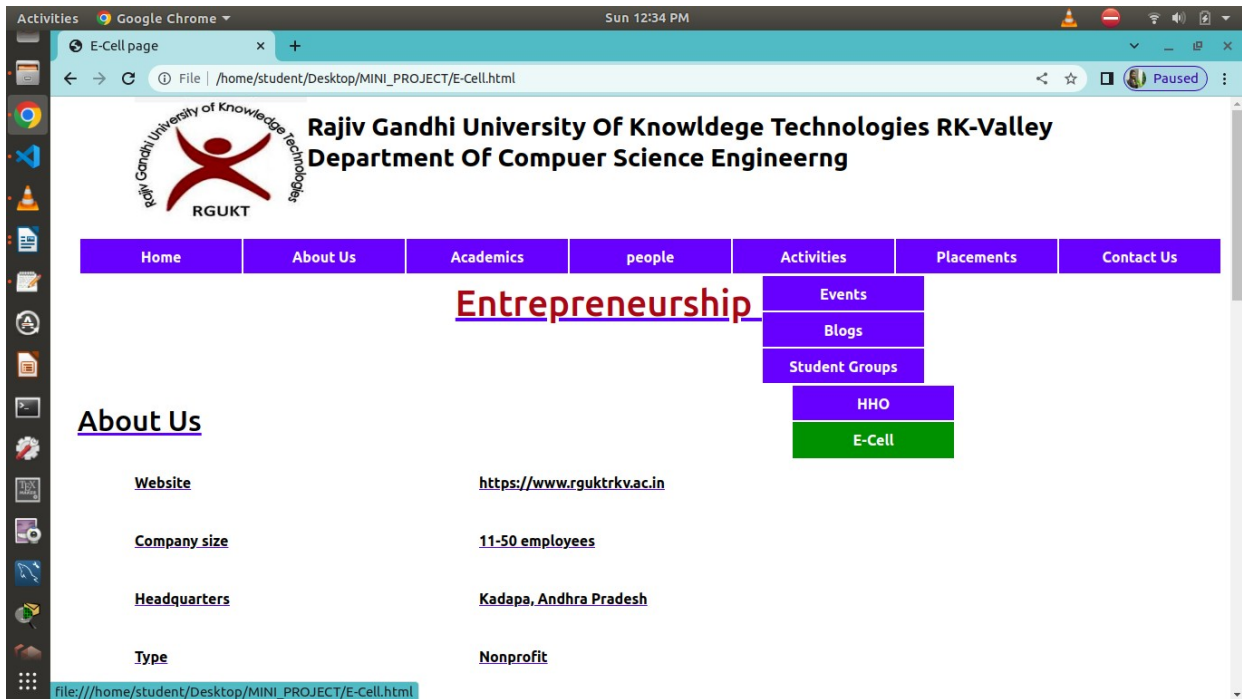 Activities Google Chrome Sun 12:34 PM
E-Cell page
File /home/student/Desktop/MINI_PROJECT/E-Cell.html Paused
Rajiv Gandhi University of Knowledge Technologies
RGUKT
Rajiv Gandhi University Of Knowldege Technologies RK-Valley
Department Of Compuer Science Engineerng
Home About Us Academics people Activities Placements Contact Us
Entrepreneurship
Events
Blogs
Student Groups
HHO
E-Cell
About Us
Website https://www.rguktrkv.ac.in
Company size 11-50 employees
Headquarters Kadapa, Andhra Pradesh
Type Nonprofit
file:///home/student/Desktop/MINI_PROJECT/E-Cell.html